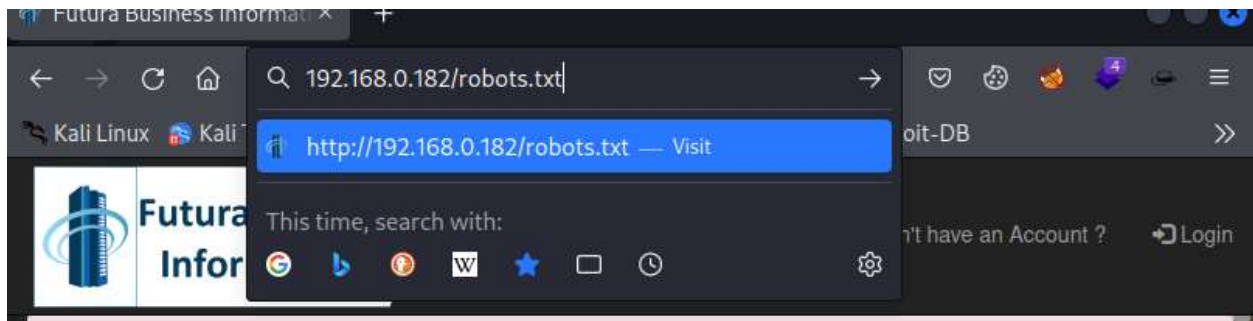 Futura Business Informati
192.168.0.182/robots.txt
4
Kali Linux Kali oit-DB
http://192.168.0.182/robots.txt — Visit
Futura
Infor
This time, search with:
W
n't have an Account ? Login